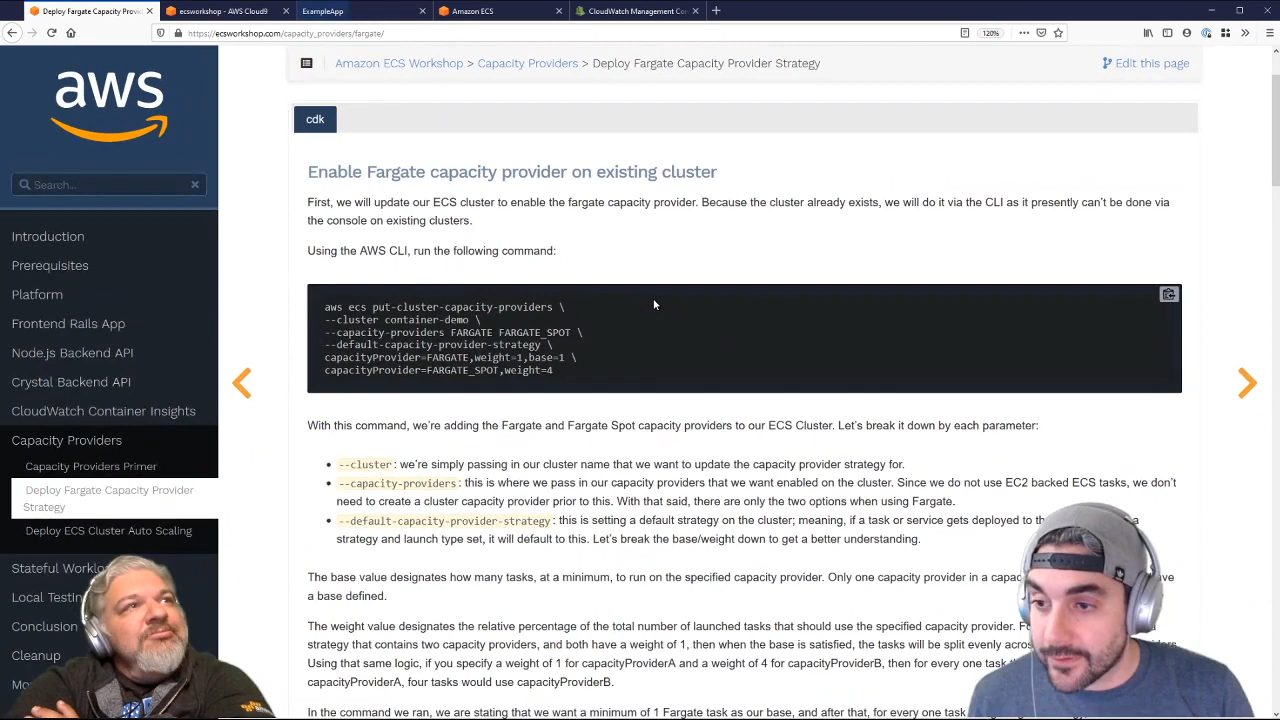 Deploy Fargate Capacity Provi
ecsworkshop - AWS Cloud9
ExampleApp
Amazon ECS
CloudWatch Management Con
https://ecsworkshop.com/capacity_providers/fargate/
120%
aws
Search...
Introduction
Prerequisites
Platform
Frontend Rails App
Node.js Backend API
Crystal Backend API
CloudWatch Container Insights
Capacity Providers
Capacity Providers Primer
Deploy Fargate Capacity Provider
Strategy
Deploy ECS Cluster Auto Scaling
Stateful Worklo
Local Testin
Conclusion
Cleanup
Mo
Amazon ECS Workshop > Capacity Providers > Deploy Fargate Capacity Provider Strategy
Edit this page
cdk
Enable Fargate capacity provider on existing cluster
First, we will update our ECS cluster to enable the fargate capacity provider. Because the cluster already exists, we will do it via the CLI as it presently can't be done via
the console on existing clusters.
Using the AWS CLI, run the following command:
aws ecs put-cluster-capacity-providers \
--cluster container-demo \
--capacity-providers FARGATE FARGATE_SPOT \
--default-capacity-provider-strategy \
capacityProvider=FARGATE,weight=1,base=1 \
capacityProvider=FARGATE_SPOT,weight=4
With this command, we're adding the Fargate and Fargate Spot capacity providers to our ECS Cluster. Let's break it down by each parameter:
--cluster: we're simply passing in our cluster name that we want to update the capacity provider strategy for.
--capacity-providers: this is where we pass in our capacity providers that we want enabled on the cluster. Since we do not use EC2 backed ECS tasks, we don't
need to create a cluster capacity provider prior to this. With that said, there are only the two options when using Fargate.
--default-capacity-provider-strategy: this is setting a default strategy on the cluster; meaning, if a task or service gets deployed to th a
strategy and launch type set, it will default to this. Let's break the base/weight down to get a better understanding.
The base value designates how many tasks, at a minimum, to run on the specified capacity provider. Only one capacity provider in a capac ve
a base defined.
The weight value designates the relative percentage of the total number of launched tasks that should use the specified capacity provider. F a
strategy that contains two capacity providers, and both have a weight of 1, then when the base is satisfied, the tasks will be split evenly acros ders.
Using that same logic, if you specify a weight of 1 for capacityProviderA and a weight of 4 for capacityProviderB, then for every one task th
capacityProviderA, four tasks would use capacityProviderB.
In the command we ran, we are stating that we want a minimum of 1 Fargate task as our base, and after that, for every one task